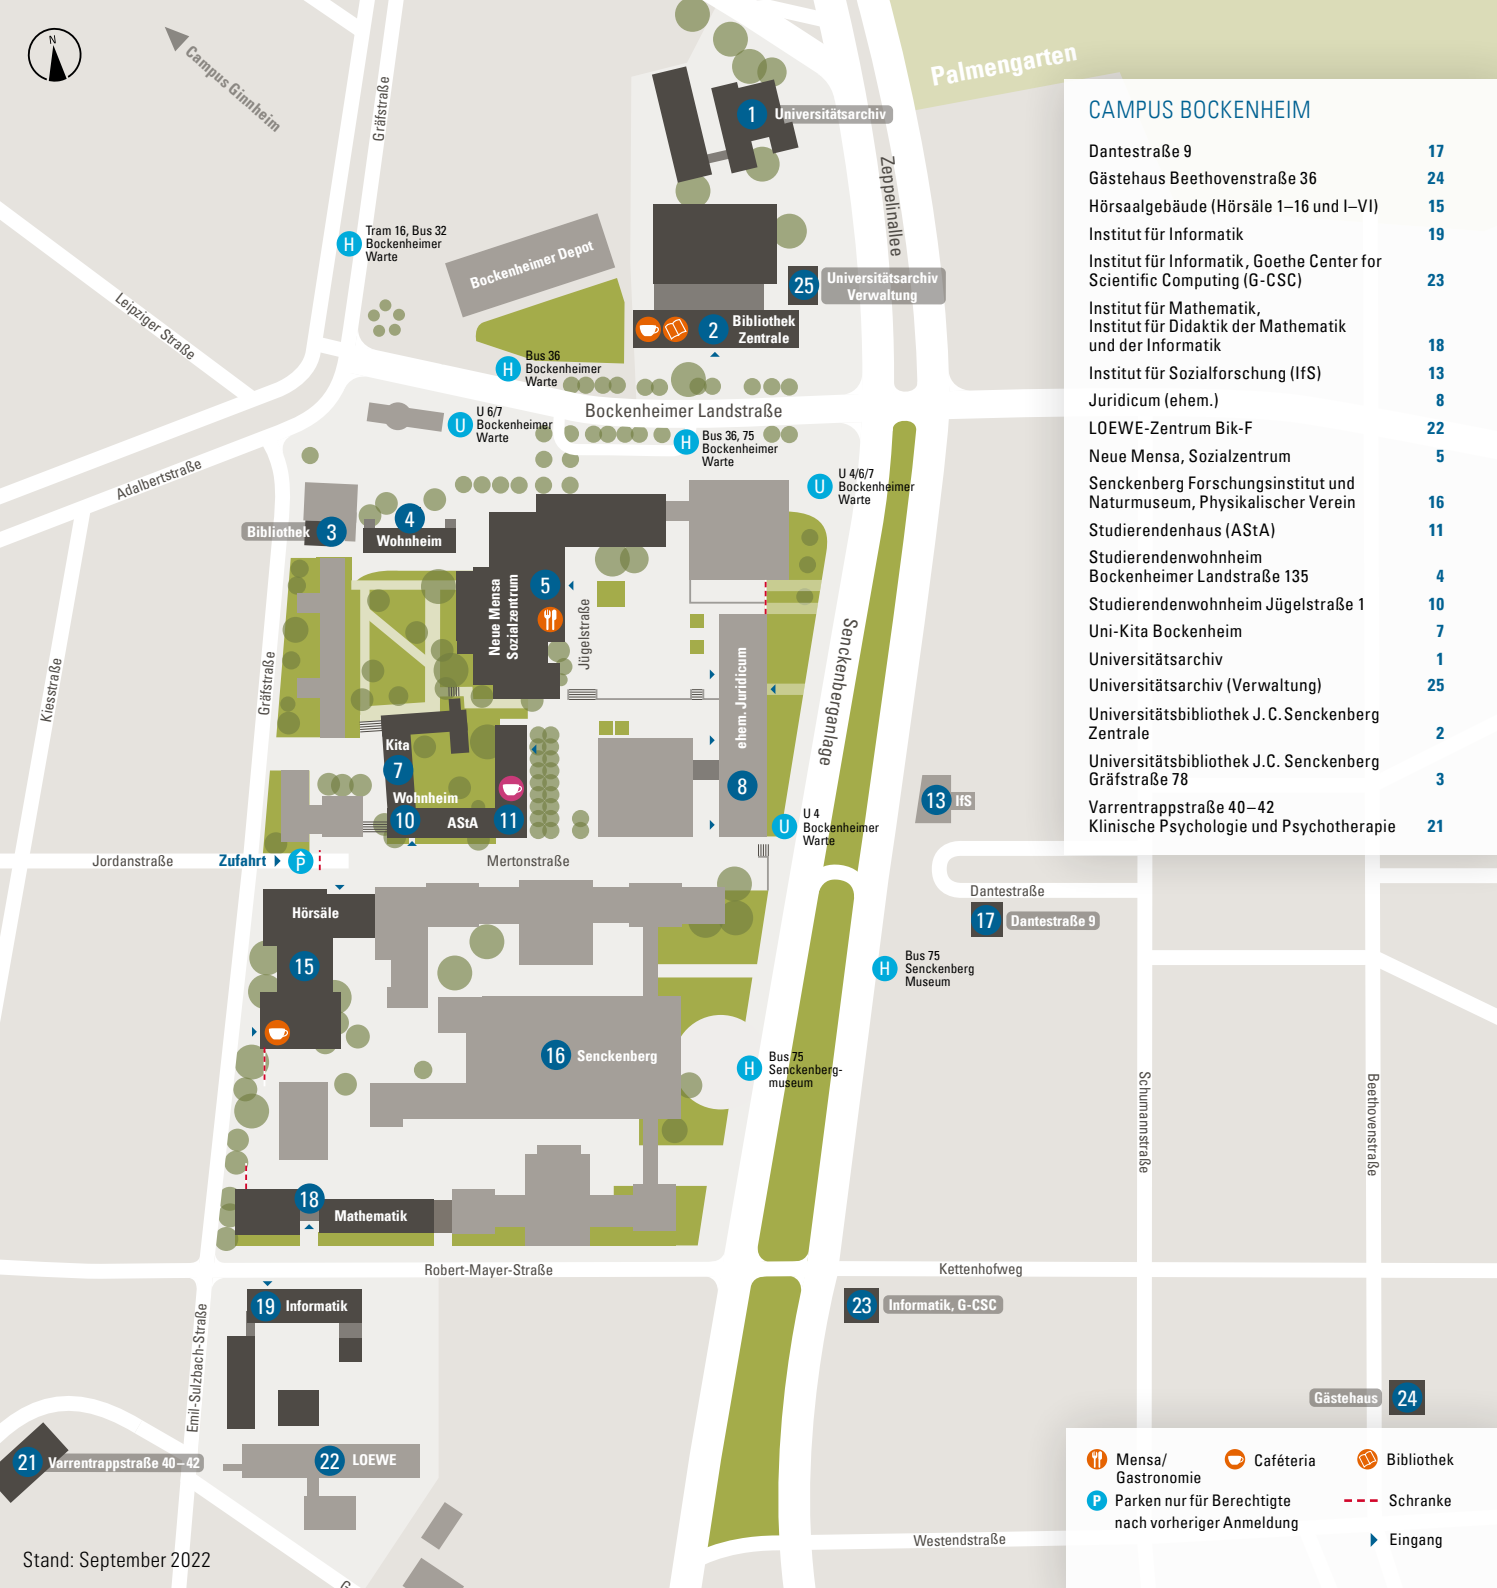 N
Campus Ginnheim
Gräfstraße
Palmengarten
1 Universitätsarchiv
Zeppelinallee
CAMPUS BOCKENHEIM
Dantestraße 9 17
Gästehaus Beethovenstraße 36 24
Hörsaalgebäude (Hörsäle 1–16 und I–VI) 15
Institut für Informatik 19
Institut für Informatik, Goethe Center for
Scientific Computing (G-CSC) 23
Institut für Mathematik,
Institut für Didaktik der Mathematik
und der Informatik 18
Institut für Sozialforschung (IfS) 13
Juridicum (ehem.) 8
LOEWE-Zentrum Bik-F 22
Neue Mensa, Sozialzentrum 5
Senckenberg Forschungsinstitut und
Naturmuseum, Physikalischer Verein 16
Studierendenhaus (AStA) 11
Studierendenwohnheim
Bockenheimer Landstraße 135 4
Studierendenwohnheim Jügelstraße 1 10
Uni-Kita Bockenheim 7
Universitätsarchiv 1
Universitätsarchiv (Verwaltung) 25
Universitätsbibliothek J.C. Senckenberg
Zentrale 2
Universitätsbibliothek J.C. Senckenberg
Gräfstraße 78 3
Varrentrappstraße 40–42
Klinische Psychologie und Psychotherapie 21
H
Tram 16, Bus 32
Bockenheimer
Warte
Bockenheimer Depot
25
Universitätsarchiv
Verwaltung
2
Bibliothek
Zentrale
Leipziger Straße
H
Bus 36
Bockenheimer
Warte
U
U 6/7
Bockenheimer
Warte
Bockenheimer Landstraße
H
Bus 36, 75
Bockenheimer
Warte
Adalbertstraße
U
U 4/6/7
Bockenheimer
Warte
Bibliothek 3
4
Wohnheim
5
Neue Mensa
Sozialzentrum
Jügelstraße
Senckenberganlage
Kiesstraße
Gräfstraße
ehem. Juridicum
8
Kita
7
Wohnheim
10
AStA
11
13 IfS
U
U 4
Bockenheimer
Warte
Jordanstraße
Zufahrt
P
Mertonstraße
Dantestraße
17 Dantestraße 9
Hörsäle
15
H
Bus 75
Senckenberg
Museum
16 Senckenberg
H
Bus 75
Senckenberg-
museum
Schumannstraße
Beethovenstraße
18
Mathematik
Robert-Mayer-Straße
Kettenhofweg
19 Informatik
23 Informatik, G-CSC
Emil-Sulzbach-Straße
Gästehaus 24
21 Varrentrappstraße 40–42
22 LOEWE
Mensa/
Gastronomie
Caféteria
Bibliothek
P
Parken nur für Berechtigte
nach vorheriger Anmeldung
Schranke
Eingang
Westendstraße
Stand: September 2022